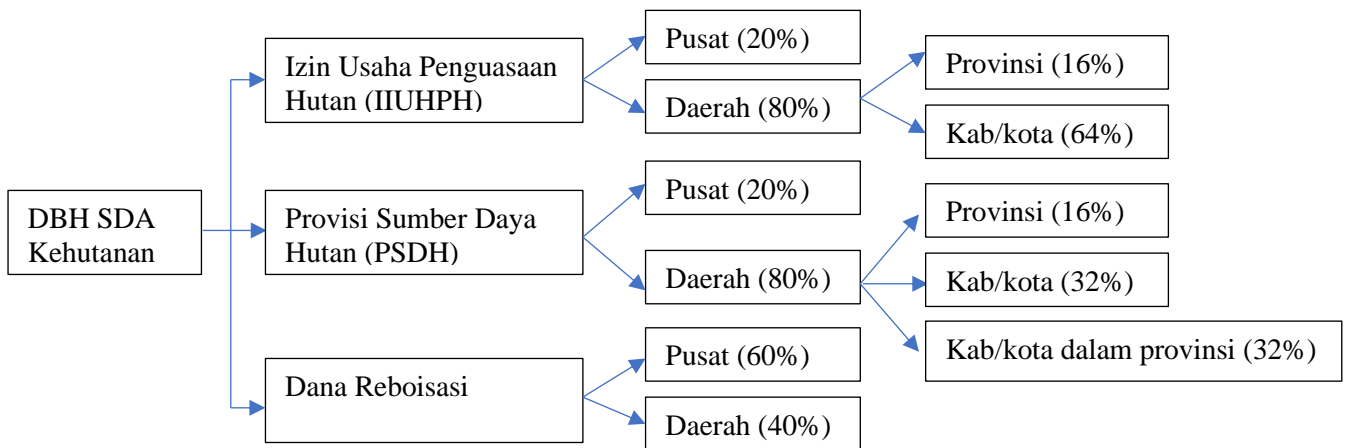 DBH SDA
Kehutanan
Izin Usaha Penguasaan
Hutan (IIUHPH)
Pusat (20%)
Daerah (80%)
Provinsi (16%)
Kab/kota (64%)
Provisi Sumber Daya
Hutan (PSDH)
Pusat (20%)
Daerah (80%)
Provinsi (16%)
Kab/kota (32%)
Kab/kota dalam provinsi (32%)
Dana Reboisasi
Pusat (60%)
Daerah (40%)